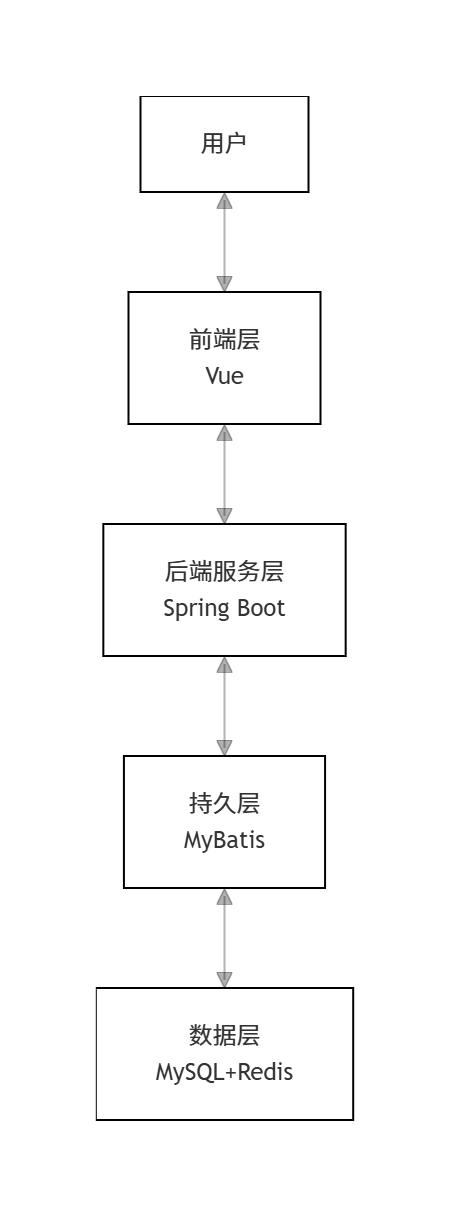 用户
前端层
Vue
后端服务层
Spring Boot
持久层
MyBatis
数据层
MySQL+Redis